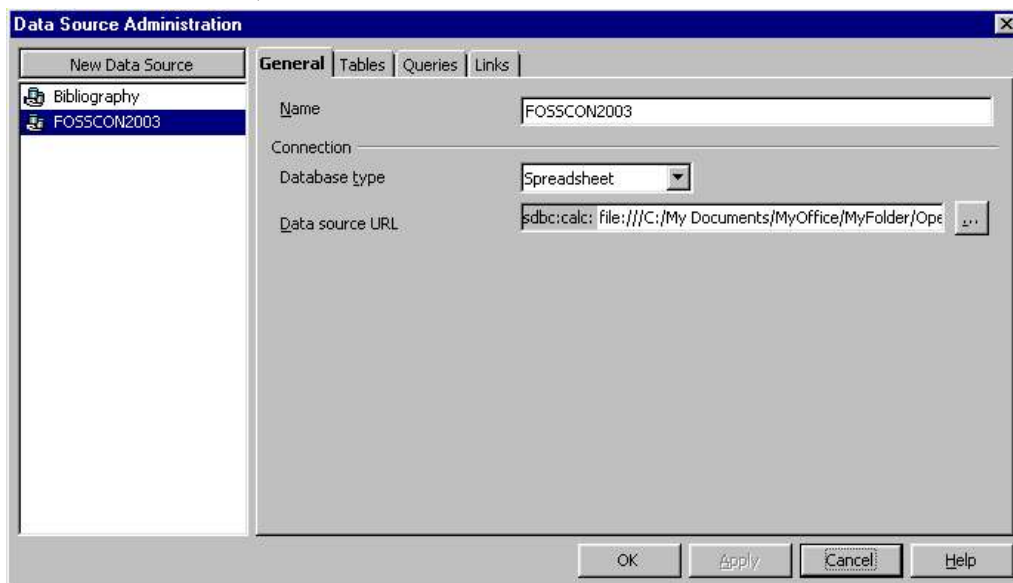 Data Source Administration
New Data Source
Bibliography
FOSSCON2003
General Tables Queries Links
Name FOSSCON2003
Connection
Database type Spreadsheet
Data source URL sdbc:calc: file:///C:/My Documents/MyOffice/MyFolder/Ope ...
OK Apply Cancel Help